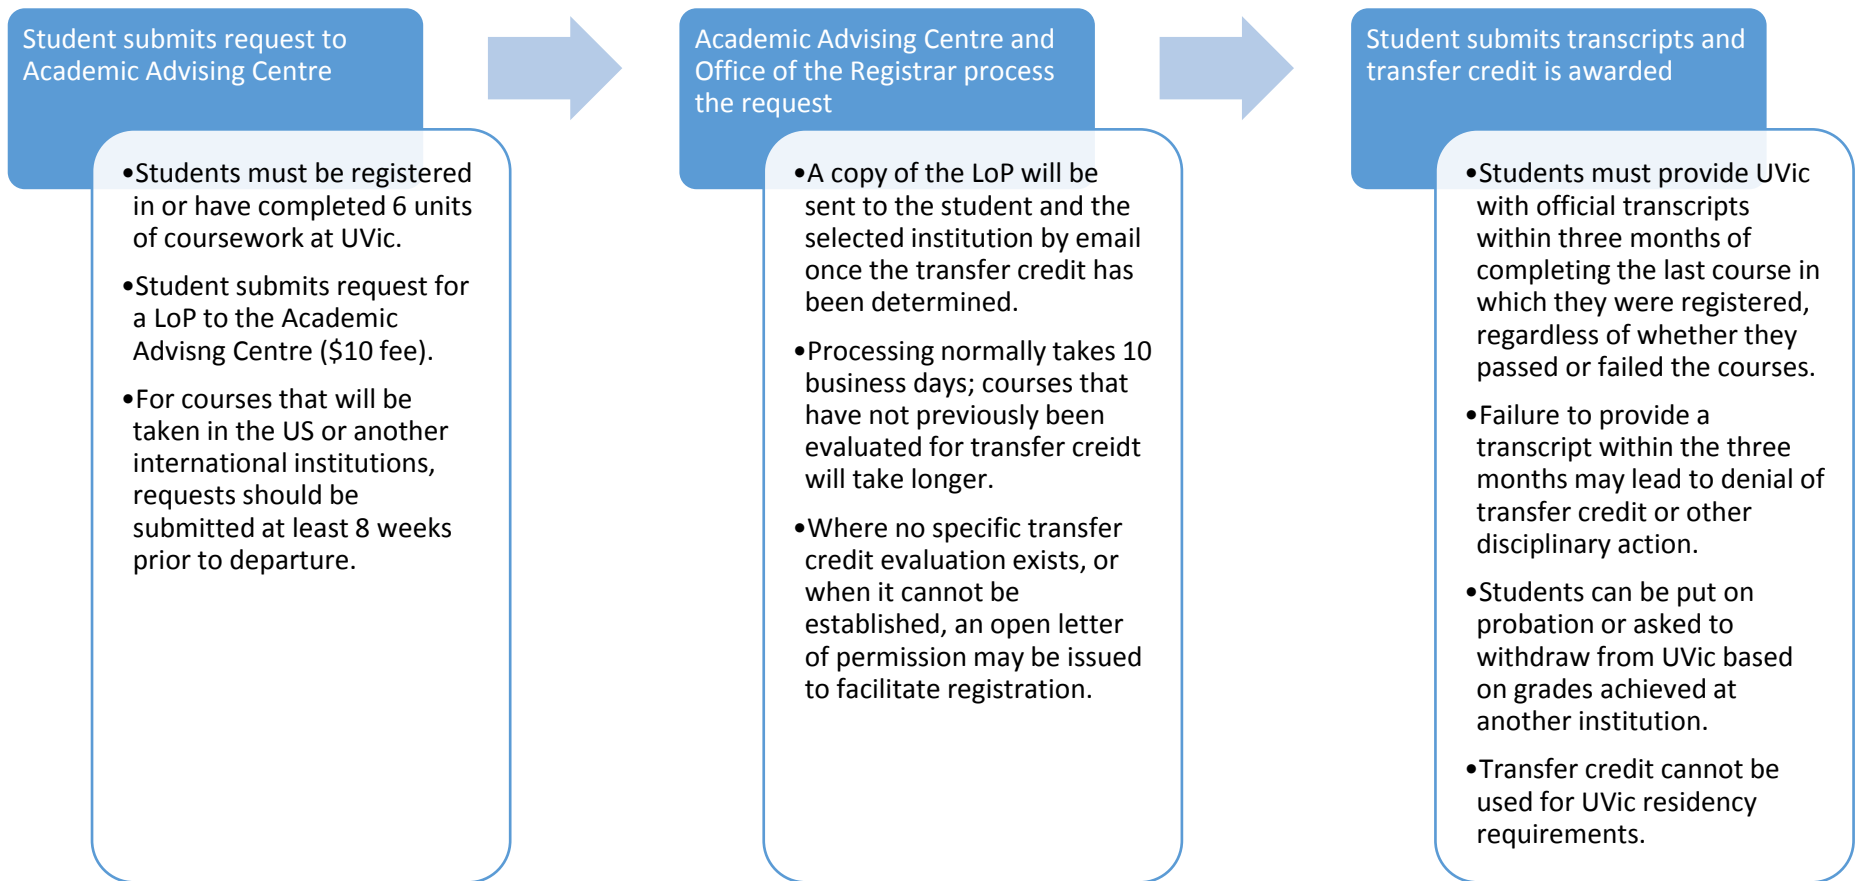 Student submits request to
Academic Advising Centre
•Students must be registered
in or have completed 6 units
of coursework at UVic.
•Student submits request for
a LoP to the Academic
Advisng Centre ($10 fee).
•For courses that will be
taken in the US or another
international institutions,
requests should be
submitted at least 8 weeks
prior to departure.
Academic Advising Centre and
Office of the Registrar process
the request
•A copy of the LoP will be
sent to the student and the
selected institution by email
once the transfer credit has
been determined.
•Processing normally takes 10
business days; courses that
have not previously been
evaluated for transfer creidt
will take longer.
•Where no specific transfer
credit evaluation exists, or
when it cannot be
established, an open letter
of permission may be issued
to facilitate registration.
Student submits transcripts and
transfer credit is awarded
•Students must provide UVic
with official transcripts
within three months of
completing the last course in
which they were registered,
regardless of whether they
passed or failed the courses.
•Failure to provide a
transcript within the three
months may lead to denial of
transfer credit or other
disciplinary action.
•Students can be put on
probation or asked to
withdraw from UVic based
on grades achieved at
another institution.
•Transfer credit cannot be
used for UVic residency
requirements.